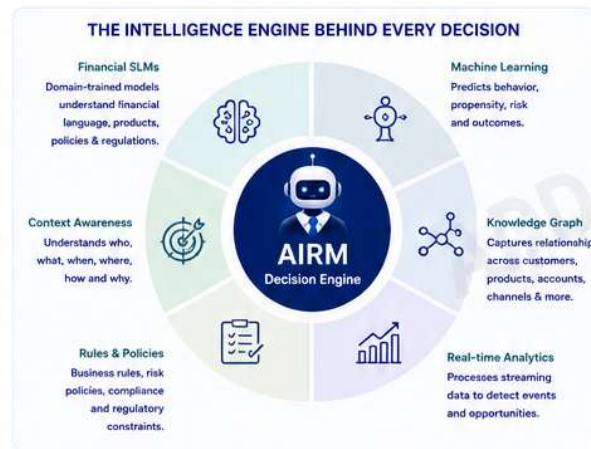 THE INTELLIGENCE ENGINE BEHIND EVERY DECISION
Financial SLMs
Domain-trained models
understand financial
language, products,
policies & regulations.
Machine Learning
Predicts behavior,
propensity, risk
and outcomes.
Context Awareness
Understands who,
what, when, where,
how and why.
AIRM
Decision Engine
Knowledge Graph
Captures relationship
across customers,
products, accounts,
channels & more.
Rules & Policies
Business rules, risk
policies, compliance
and regulatory
constraints.
Real-time Analytics
Processes streaming
data to detect events
and opportunities.